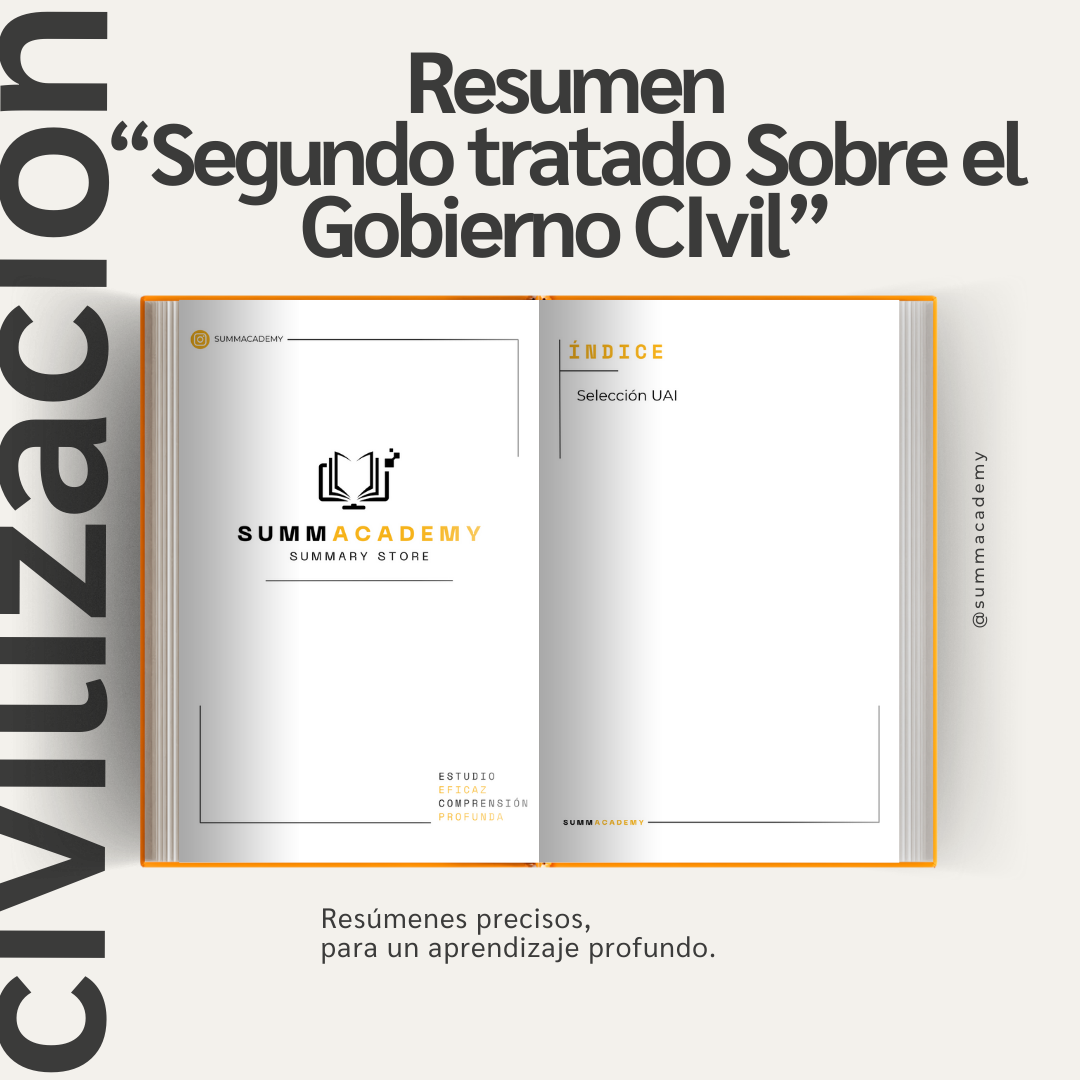 Resumen
“Segundo tratado Sobre el
Gobierno CIvil”
cIvilizacion
SUMMACADEMY
SUMMACADEMY
SUMMARY STORE
ESTUDIO
EFICAZ
COMPRENSIÓN
PROFUNDA
ÍNDICE
Selección UAI
SUMMACADEMY
@summacademy
Resúmenes precisos,
para un aprendizaje profundo.